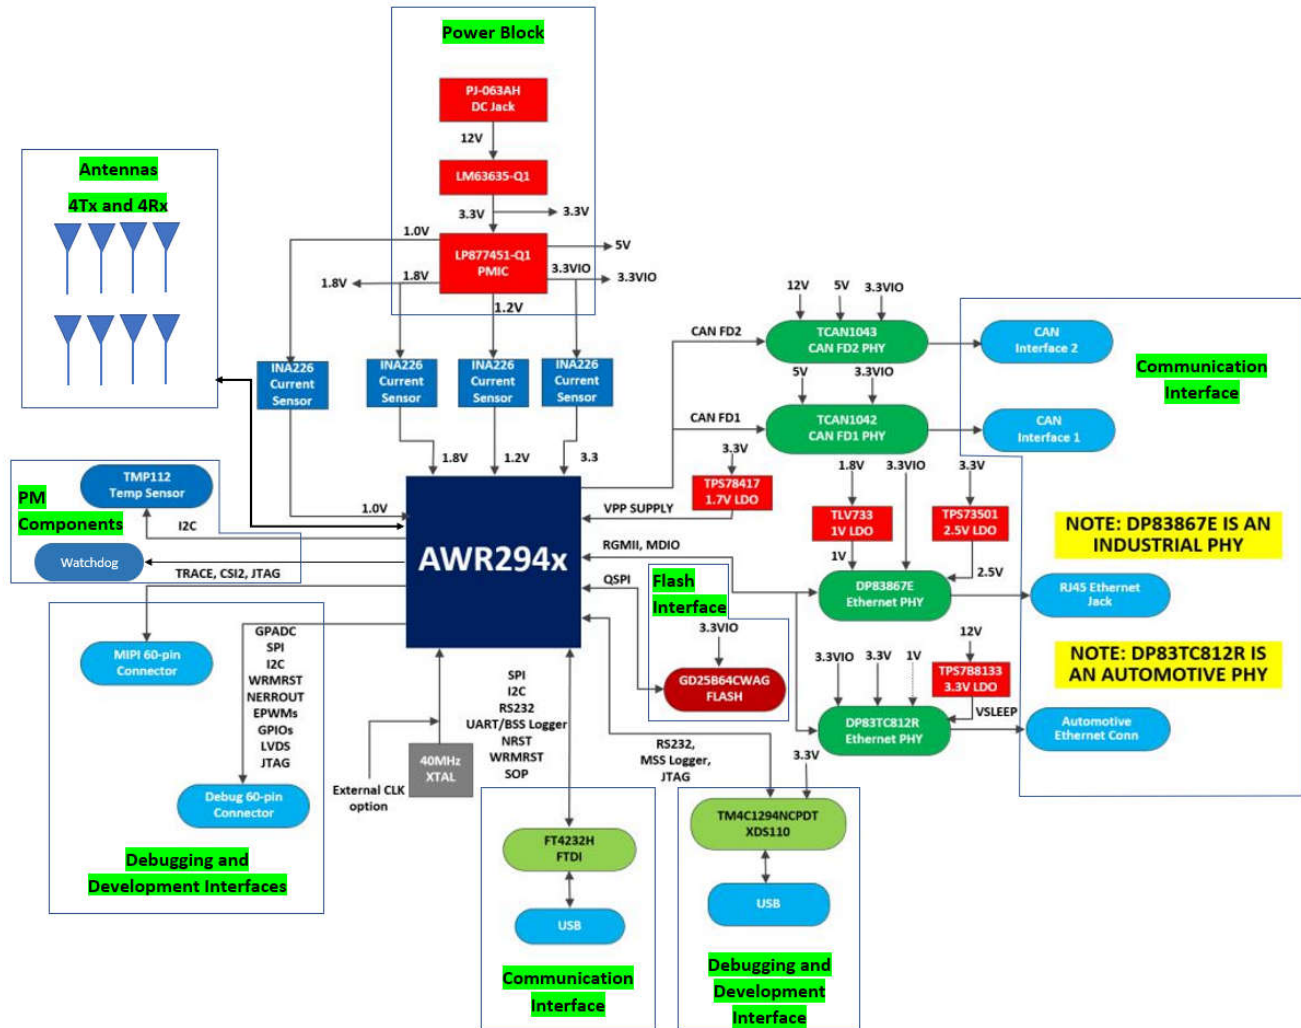 Power Block
PJ-063AH
DC Jack
12V
LM63635-Q1
3.3V
3.3V
LP877451-Q1
PMIC
1.0V
5V
1.8V
1.8V
3.3VIO
3.3VIO
1.2V
Antennas
4Tx and 4Rx
INA226
Current
Sensor
INA226
Current
Sensor
INA226
Current
Sensor
INA226
Current
Sensor
1.8V
1.2V
3.3
1.0V
12V
5V
3.3VIO
CAN FD2
TCAN1043
CAN FD2 PHY
CAN
Interface 2
Communication
Interface
5V
3.3VIO
CAN FD1
TCAN1042
CAN FD1 PHY
CAN
Interface 1
PM
Components
TMP112
Temp Sensor
I2C
Watchdog
TRACE, CSI2, JTAG
AWR294x
3.3V
TPS78417
1.7V LDO
VPP SUPPLY
1.8V
3.3VIO
3.3V
TLV733
1V LDO
TPS73501
2.5V LDO
1V
2.5V
NOTE: DP83867E IS AN
INDUSTRIAL PHY
RGMII, MDIO
DP83867E
Ethernet PHY
RJ45 Ethernet
Jack
QSPI
Flash
Interface
3.3VIO
GD25B64CWAG
FLASH
12V
3.3VIO
3.3V
1V
TPS7B8133
3.3V LDO
VSLEEP
NOTE: DP83TC812R IS
AN AUTOMOTIVE PHY
DP83TC812R
Ethernet PHY
Automotive
Ethernet Conn
MIPI 60-pin
Connector
GPADC
SPI
I2C
WRMRST
NERROUT
EPWMs
GPIOs
LVDS
JTAG
Debug 60-pin
Connector
Debugging and
Development Interfaces
40MHz
XTAL
External CLK
option
SPI
I2C
RS232
UART/BSS Logger
NRST
WRMRST
SOP
FT4232H
FTDI
USB
Communication
Interface
RS232,
MSS Logger,
JTAG
3.3V
TM4C1294NCPDT
XDS110
USB
Debugging and
Development
Interface